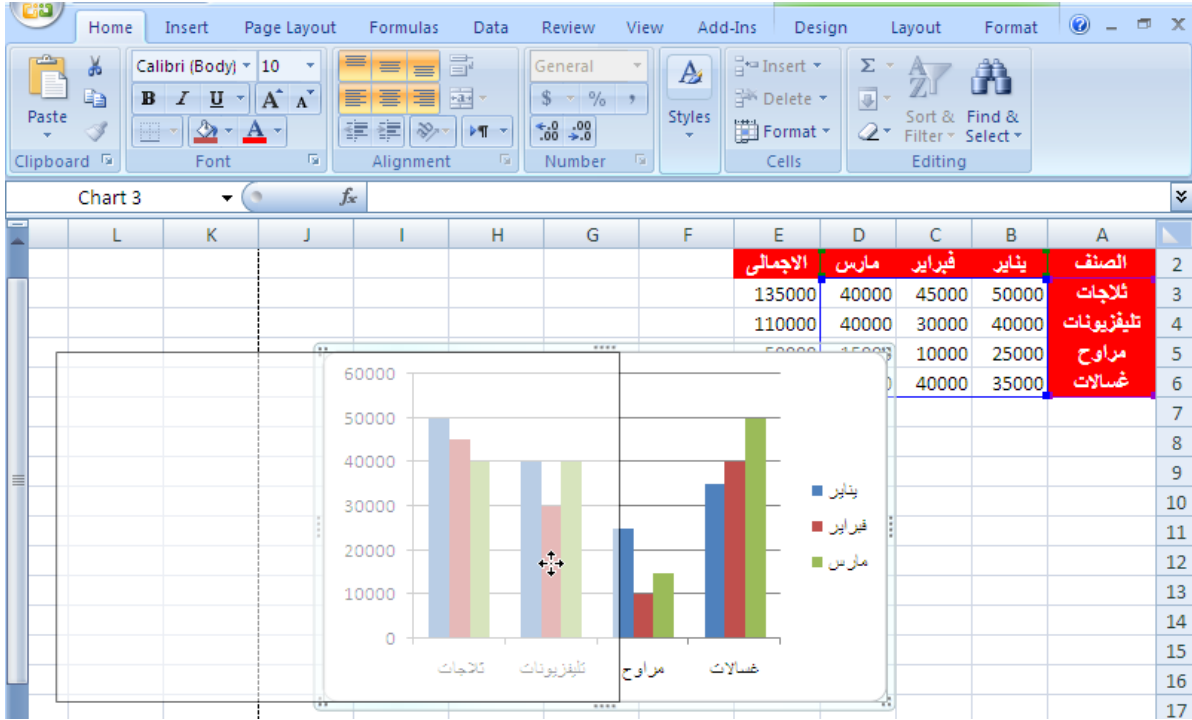 Home Insert Page Layout Formulas Data Review View Add-Ins Design Layout Format
Calibri (Body) 10 General
B I U A A $ % , Styles Insert Σ
Paste Delete Sort & Find &
A .00 .0 Format Filter Select
Clipboard Font Alignment Number Cells Editing
Chart 3 fx
L K J I H G F E D C B A
الصنف يناير فبراير مارس الاجمالى 2
ثلاجات 50000 45000 40000 135000 3
تليفزيونات 40000 30000 40000 110000 4
مراوح 25000 10000 15000 50000 5
غسالات 35000 40000 6
7
8
9
10
11
12
13
14
15
16
17
60000
50000
40000
30000
20000
10000
0
ثلاجات تليفزيونات مراوح غسالات
يناير
فبراير
مارس